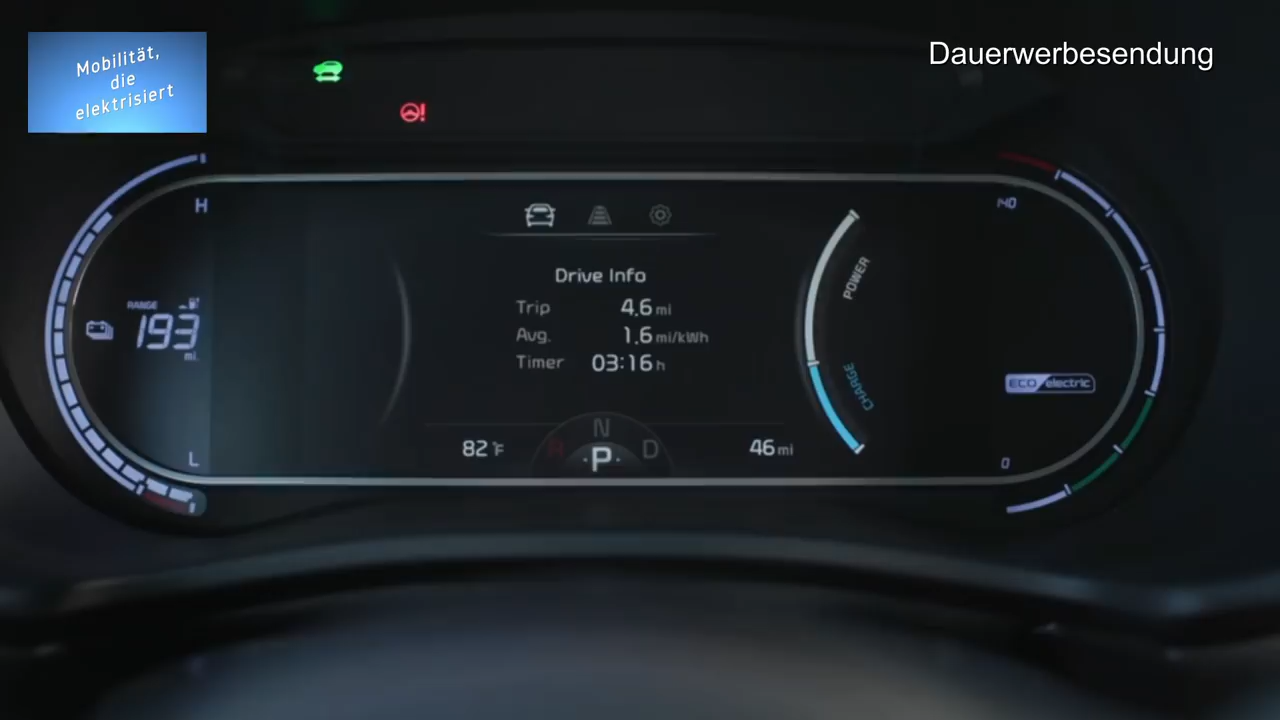 Mobilität,
die
elektrisiert
Dauerwerbesendung
H
140
Drive Info
Trip 4.6 mi
RANGE
193
mi
Avg. 1.6 mi/kWh
Timer 03:16 h
POWER
CHARGE
ECO electric
N
82 °F R P D 46 mi
L
0